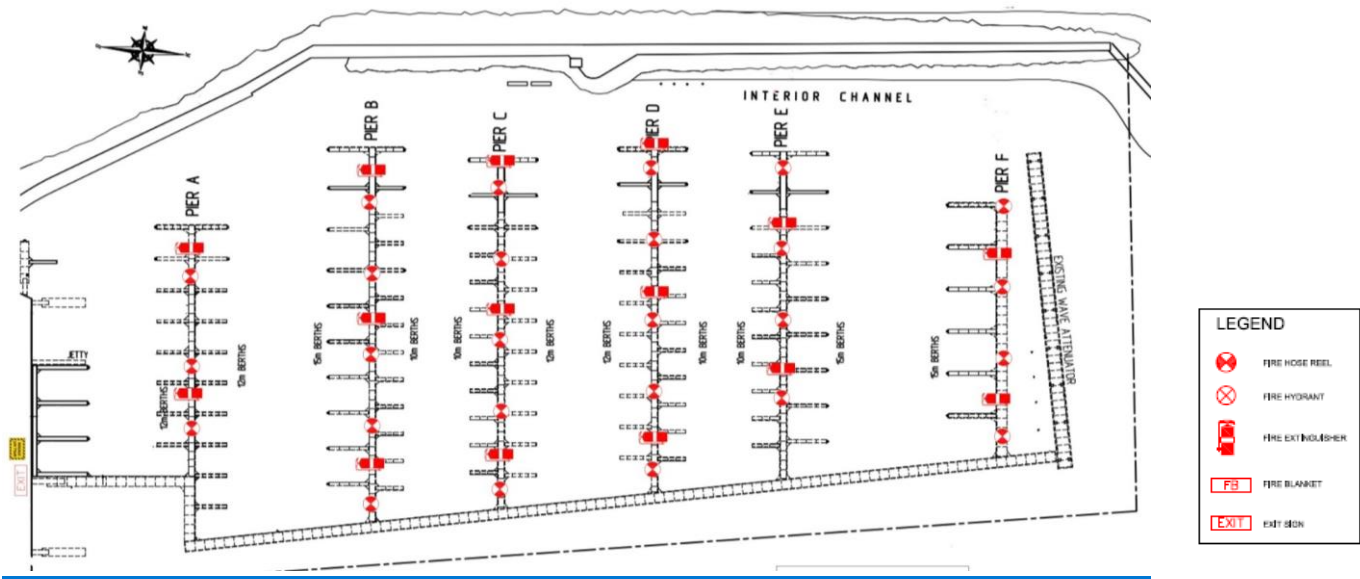 INTERIOR CHANNEL
PIER A
PIER B
PIER C
PIER D
PIER E
PIER F
12m BERTHS
12m BERTHS
15m BERTHS
10m BERTHS
10m BERTHS
12m BERTHS
12m BERTHS
10m BERTHS
10m BERTHS
15m BERTHS
15m BERTHS
EXISTING WAVE ATTENUATOR
JETTY
EXIT
LEGEND
FIRE HOSE REEL
FIRE HYDRANT
FIRE EXTINGUISHER
FB FIRE BLANKET
EXIT EXIT SIGN